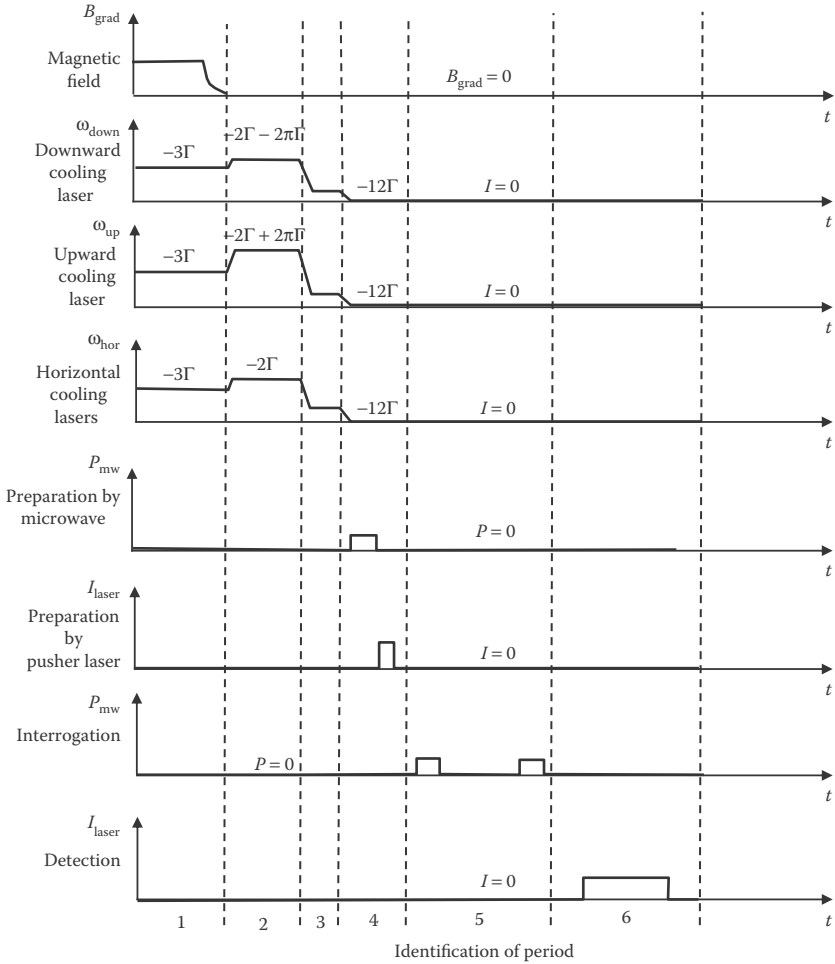 B_grad
Magnetic
field
B_grad = 0
t
ω_down
Downward
cooling
laser
−3Γ
−2Γ − 2πΓ
−12Γ
I = 0
t
ω_up
Upward
cooling
laser
−3Γ
−2Γ + 2πΓ
−12Γ
I = 0
t
ω_hor
Horizontal
cooling
lasers
−3Γ
−2Γ
−12Γ
I = 0
t
P_mw
Preparation by
microwave
P = 0
t
I_laser
Preparation
by
pusher laser
I = 0
t
P_mw
Interrogation
P = 0
t
I_laser
Detection
I = 0
t
1 2 3 4 5 6
Identification of period